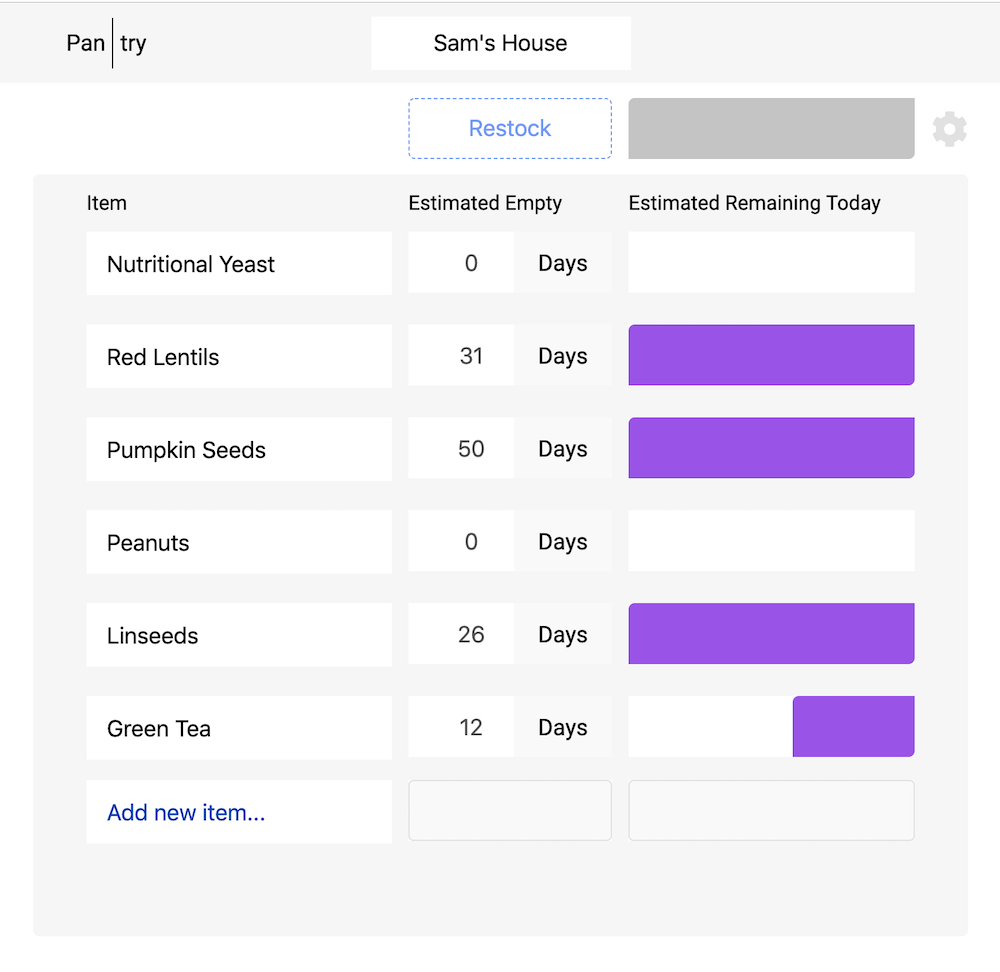 Pan try
Sam's House
Restock
Item Estimated Empty Estimated Remaining Today
Nutritional Yeast 0 Days
Red Lentils 31 Days
Pumpkin Seeds 50 Days
Peanuts 0 Days
Linseeds 26 Days
Green Tea 12 Days
Add new item...